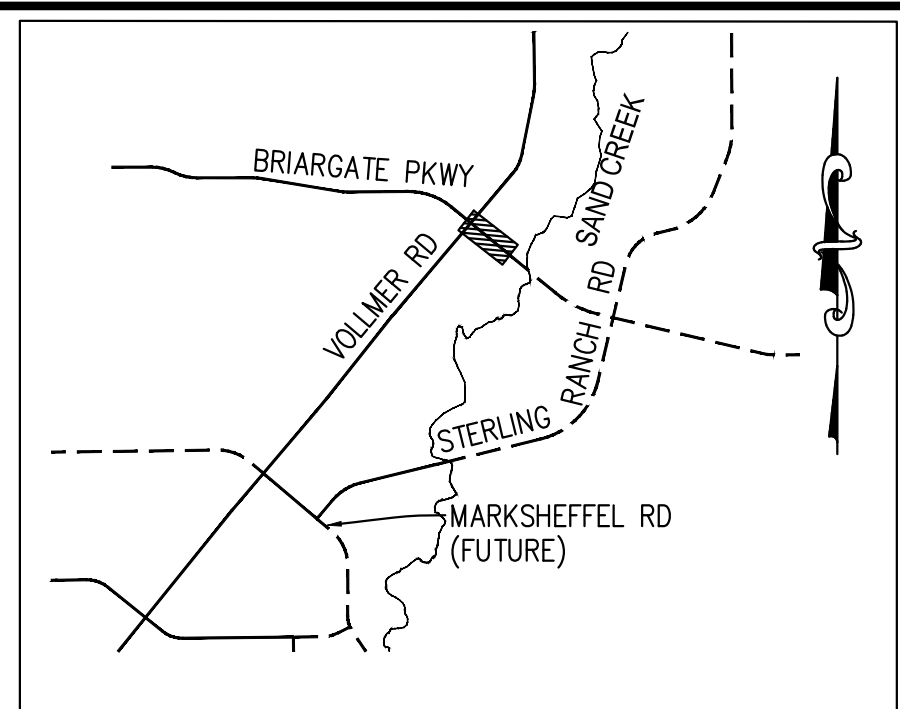 BRIARGATE PKWY
SAND CREEK
VOLLMER RD
STERLING RANCH RD
MARKSHEFFEL RD
(FUTURE)